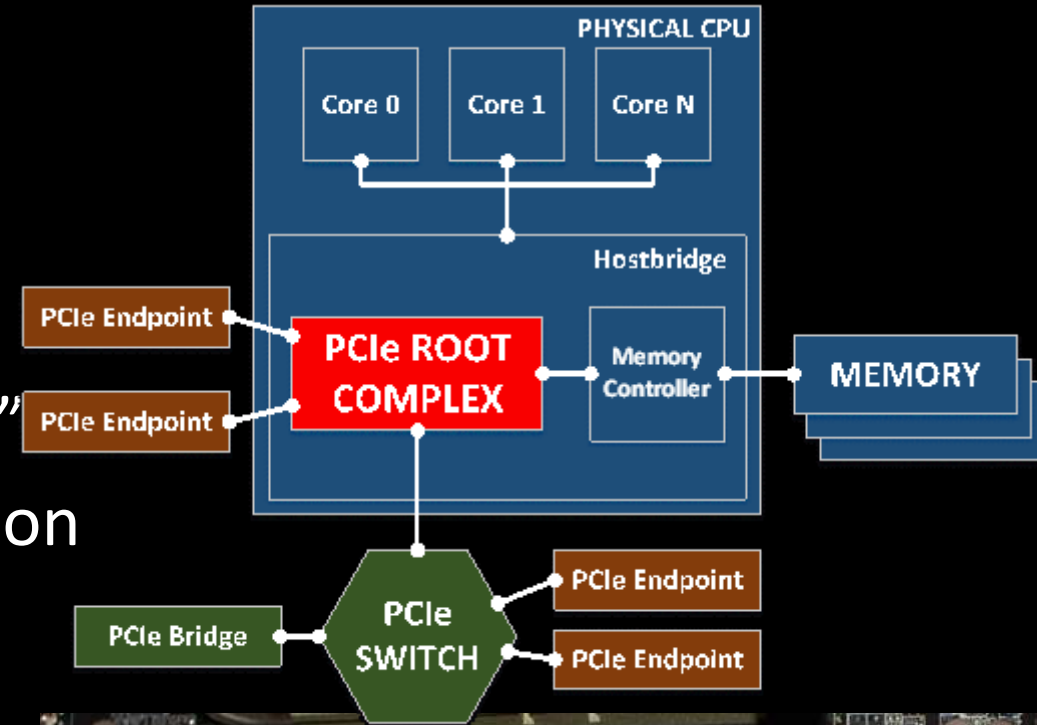 PHYSICAL CPU
Core 0
Core 1
Core N
Hostbridge
PCIe Endpoint
PCIe ROOT
COMPLEX
Memory
Controller
MEMORY
”
PCIe Endpoint
on
PCIe Bridge
PCIe
SWITCH
PCIe Endpoint
PCIe Endpoint